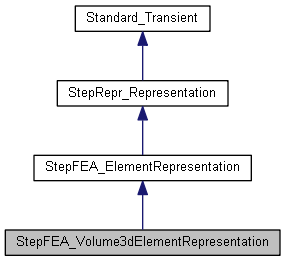 Standard_Transient
StepRepr_Representation
StepFEA_ElementRepresentation
StepFEA_Volume3dElementRepresentation